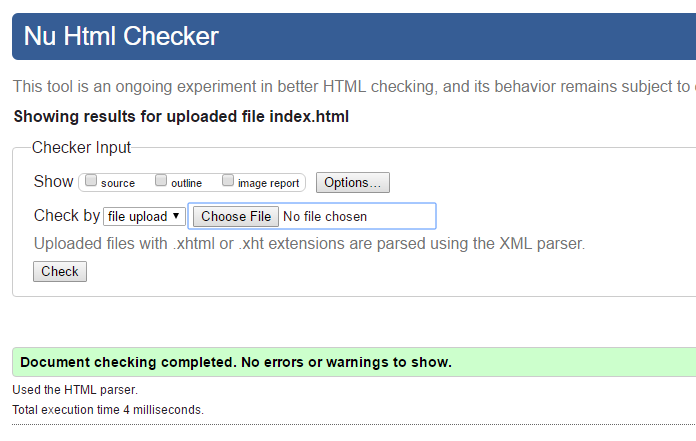 Nu Html Checker
This tool is an ongoing experiment in better HTML checking, and its behavior remains subject to
Showing results for uploaded file index.html
Checker Input
Show source outline image report Options...
Check by file upload Choose File No file chosen
Uploaded files with .xhtml or .xht extensions are parsed using the XML parser.
Check
Document checking completed. No errors or warnings to show.
Used the HTML parser.
Total execution time 4 milliseconds.